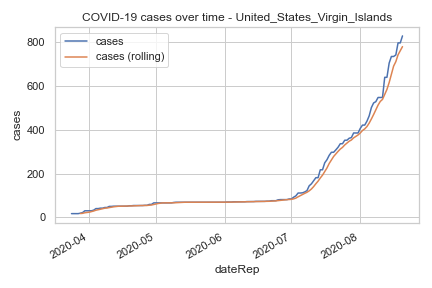 COVID-19 cases over time - United_States_Virgin_Islands
cases
cases (rolling)
cases
800
600
400
200
0
2020-04
2020-05
2020-06
2020-07
2020-08
dateRep